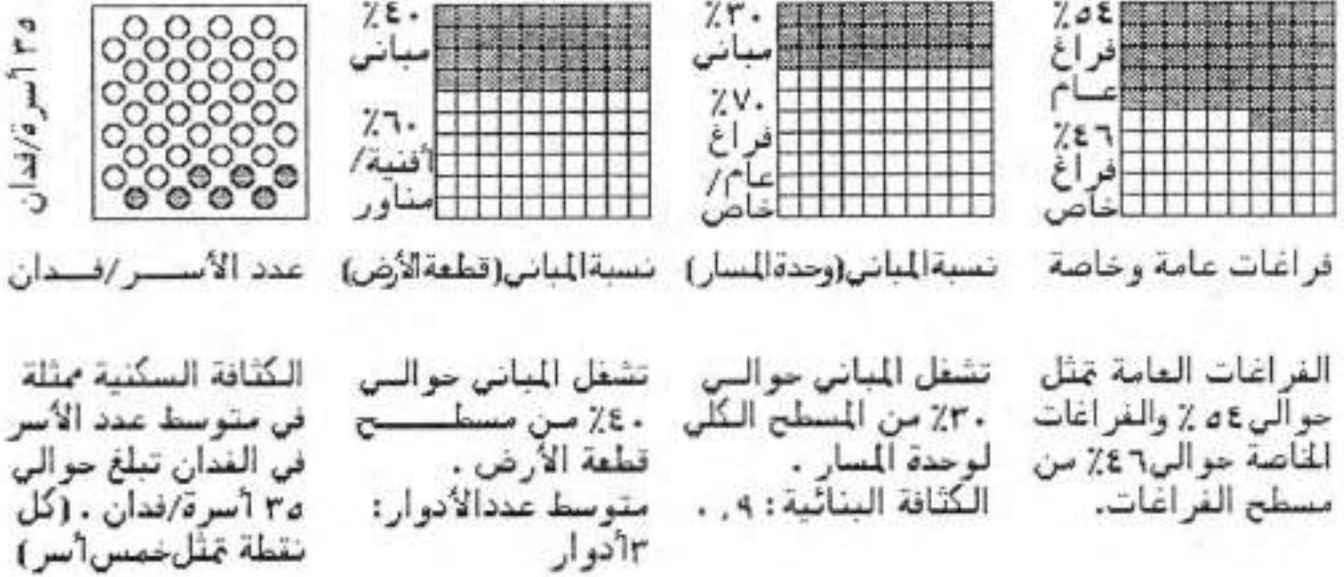 ٥٤٪
فراغ
عام
٤٦٪
فراغ
خاص
فراغات عامة وخاصة
الفراغات العامة تمثل
حوالي ٥٤ ٪ والفراغات
الخاصة حوالي ٤٦٪ من
مسطح الفراغات.
٣٠٪
مباني
٧٠٪
فراغ
عام/
خاص
نسبة المباني (وحدة المسار)
تشغل المباني حوالي
٣٠٪ من المسطح الكلي
لوحدة المسار .
الكثافة البنائية : ٠,٩
٤٠٪
مباني
٦٠٪
أفنية/
مناور
نسبة المباني (قطعة الأرض)
تشغل المباني حوالي
٤٠٪ من مسطح
قطعة الأرض .
متوسط عدد الأدوار :
٣ أدوار
٣٥ أسرة/فدان
عدد الأسر/فدان
الكثافة السكنية ممثلة
في متوسط عدد الأسر
في الفدان تبلغ حوالي
٣٥ أسرة/فدان . (كل
نقطة تمثل خمس أسر)